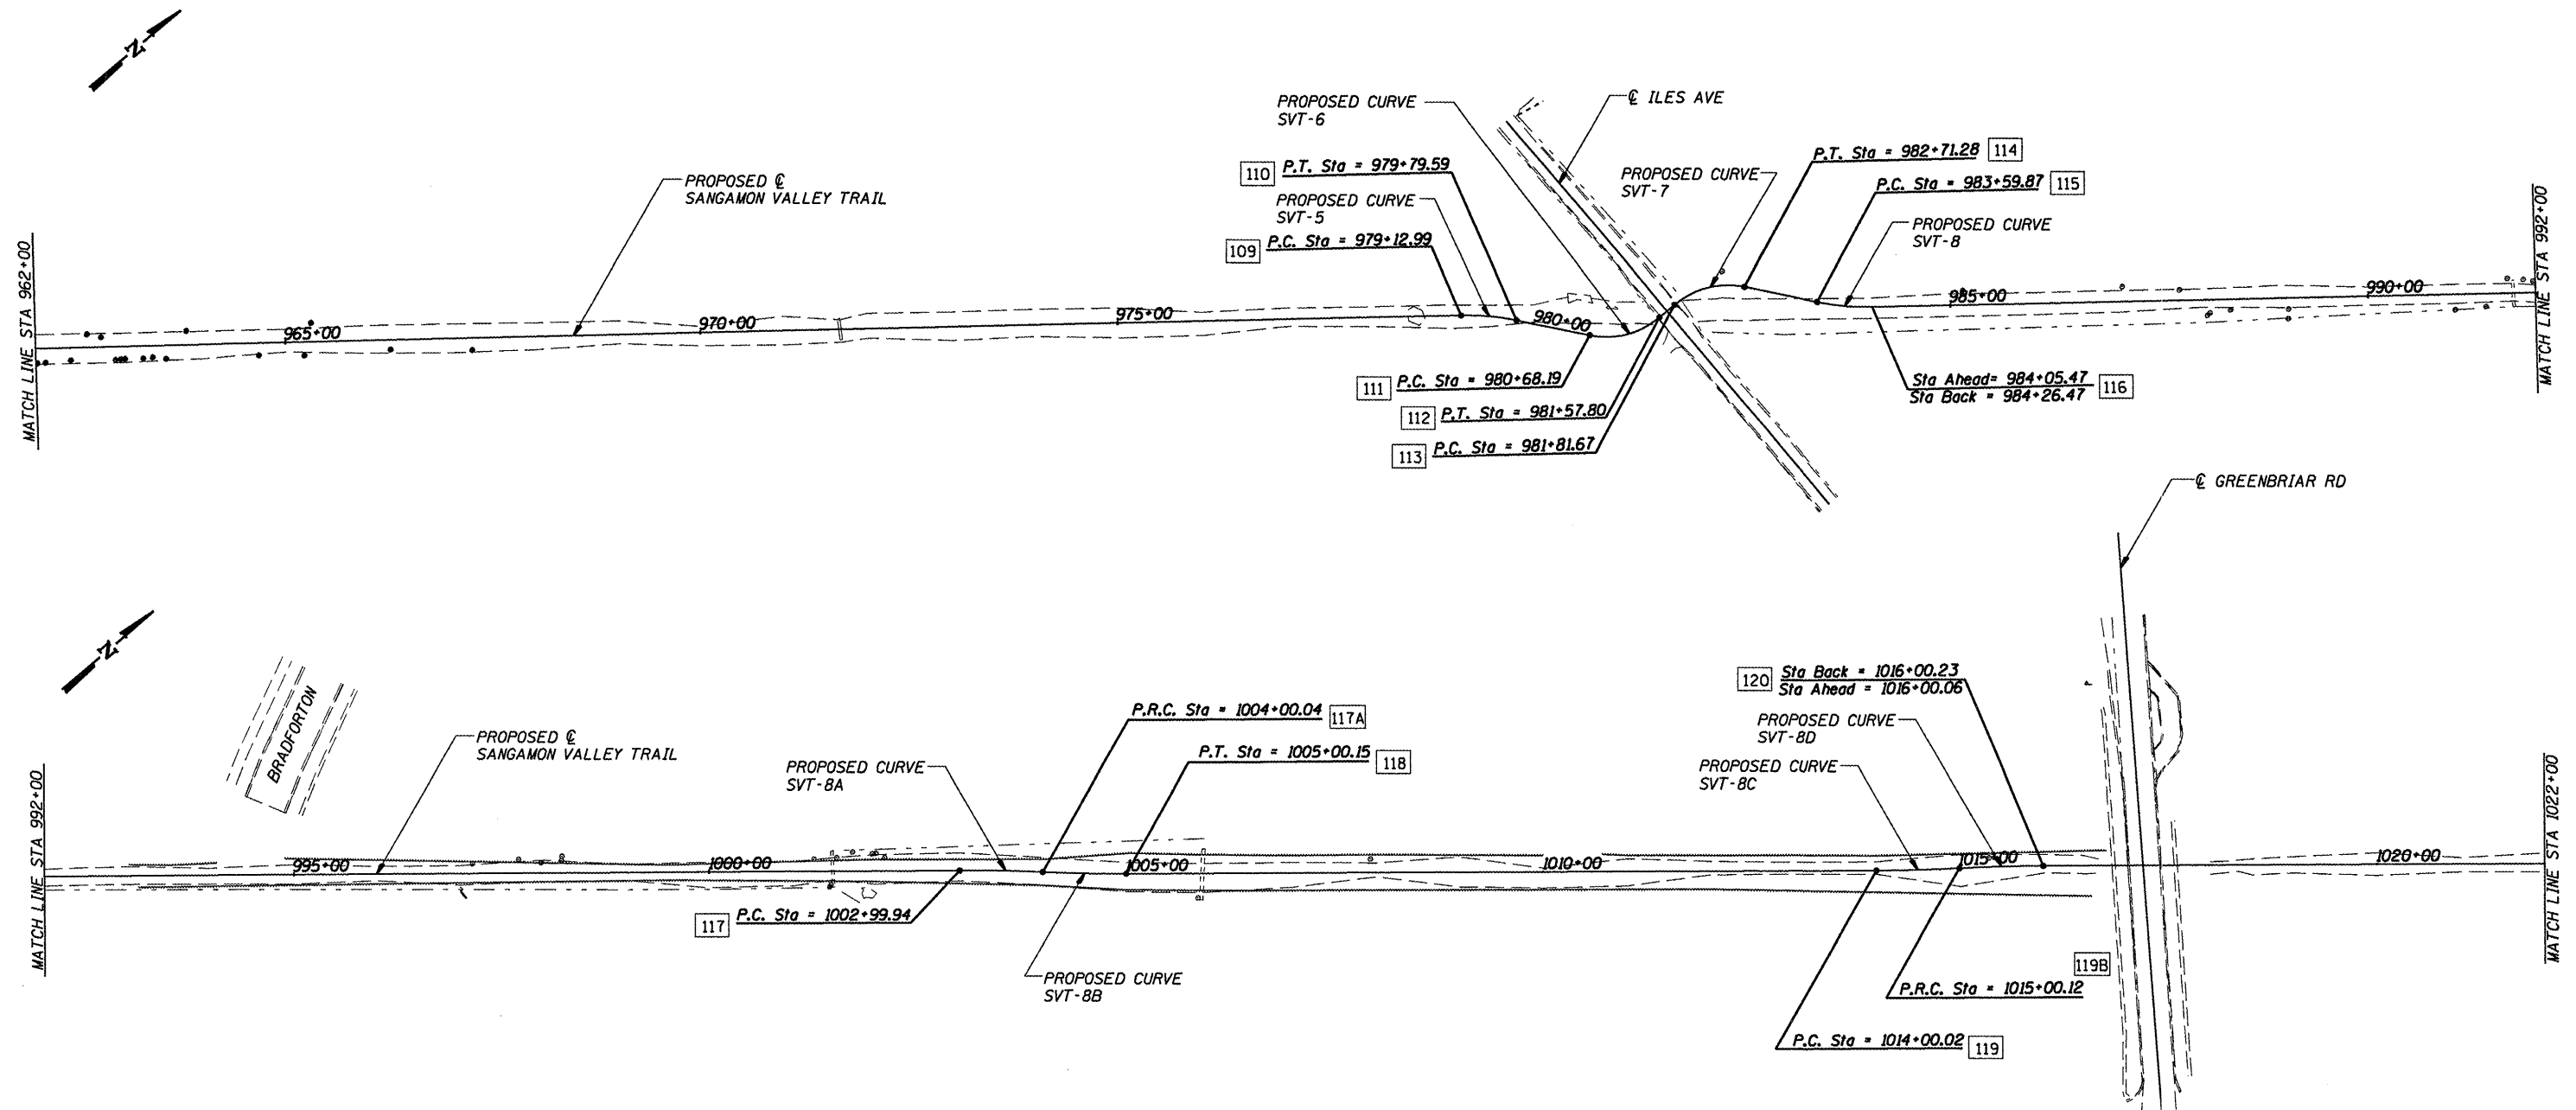 N
PROPOSED CURVE
SVT-6
℄ ILES AVE
110 P.T. Sta = 979+79.59
PROPOSED CURVE
SVT-7
P.T. Sta = 982+71.28 114
PROPOSED ℄
SANGAMON VALLEY TRAIL
PROPOSED CURVE
SVT-5
P.C. Sta = 983+59.87 115
109 P.C. Sta = 979+12.99
PROPOSED CURVE
SVT-8
MATCH LINE STA 962+00
965+00
970+00
975+00
980+00
985+00
990+00
MATCH LINE STA 992+00
111 P.C. Sta = 980+68.19
112 P.T. Sta = 981+57.80
113 P.C. Sta = 981+81.67
Sta Ahead= 984+05.47
Sta Back = 984+26.47
116
℄ GREENBRIAR RD
N
BRADFORTON
PROPOSED ℄
SANGAMON VALLEY TRAIL
P.R.C. Sta = 1004+00.04 117A
P.T. Sta = 1005+00.15 118
PROPOSED CURVE
SVT-8A
120
Sta Back = 1016+00.23
Sta Ahead = 1016+00.06
PROPOSED CURVE
SVT-8D
PROPOSED CURVE
SVT-8C
MATCH LINE STA 992+00
995+00
1000+00
1005+00
1010+00
1015+00
1020+00
MATCH LINE STA 1022+00
117 P.C. Sta = 1002+99.94
PROPOSED CURVE
SVT-8B
119B
P.R.C. Sta = 1015+00.12
P.C. Sta = 1014+00.02 119